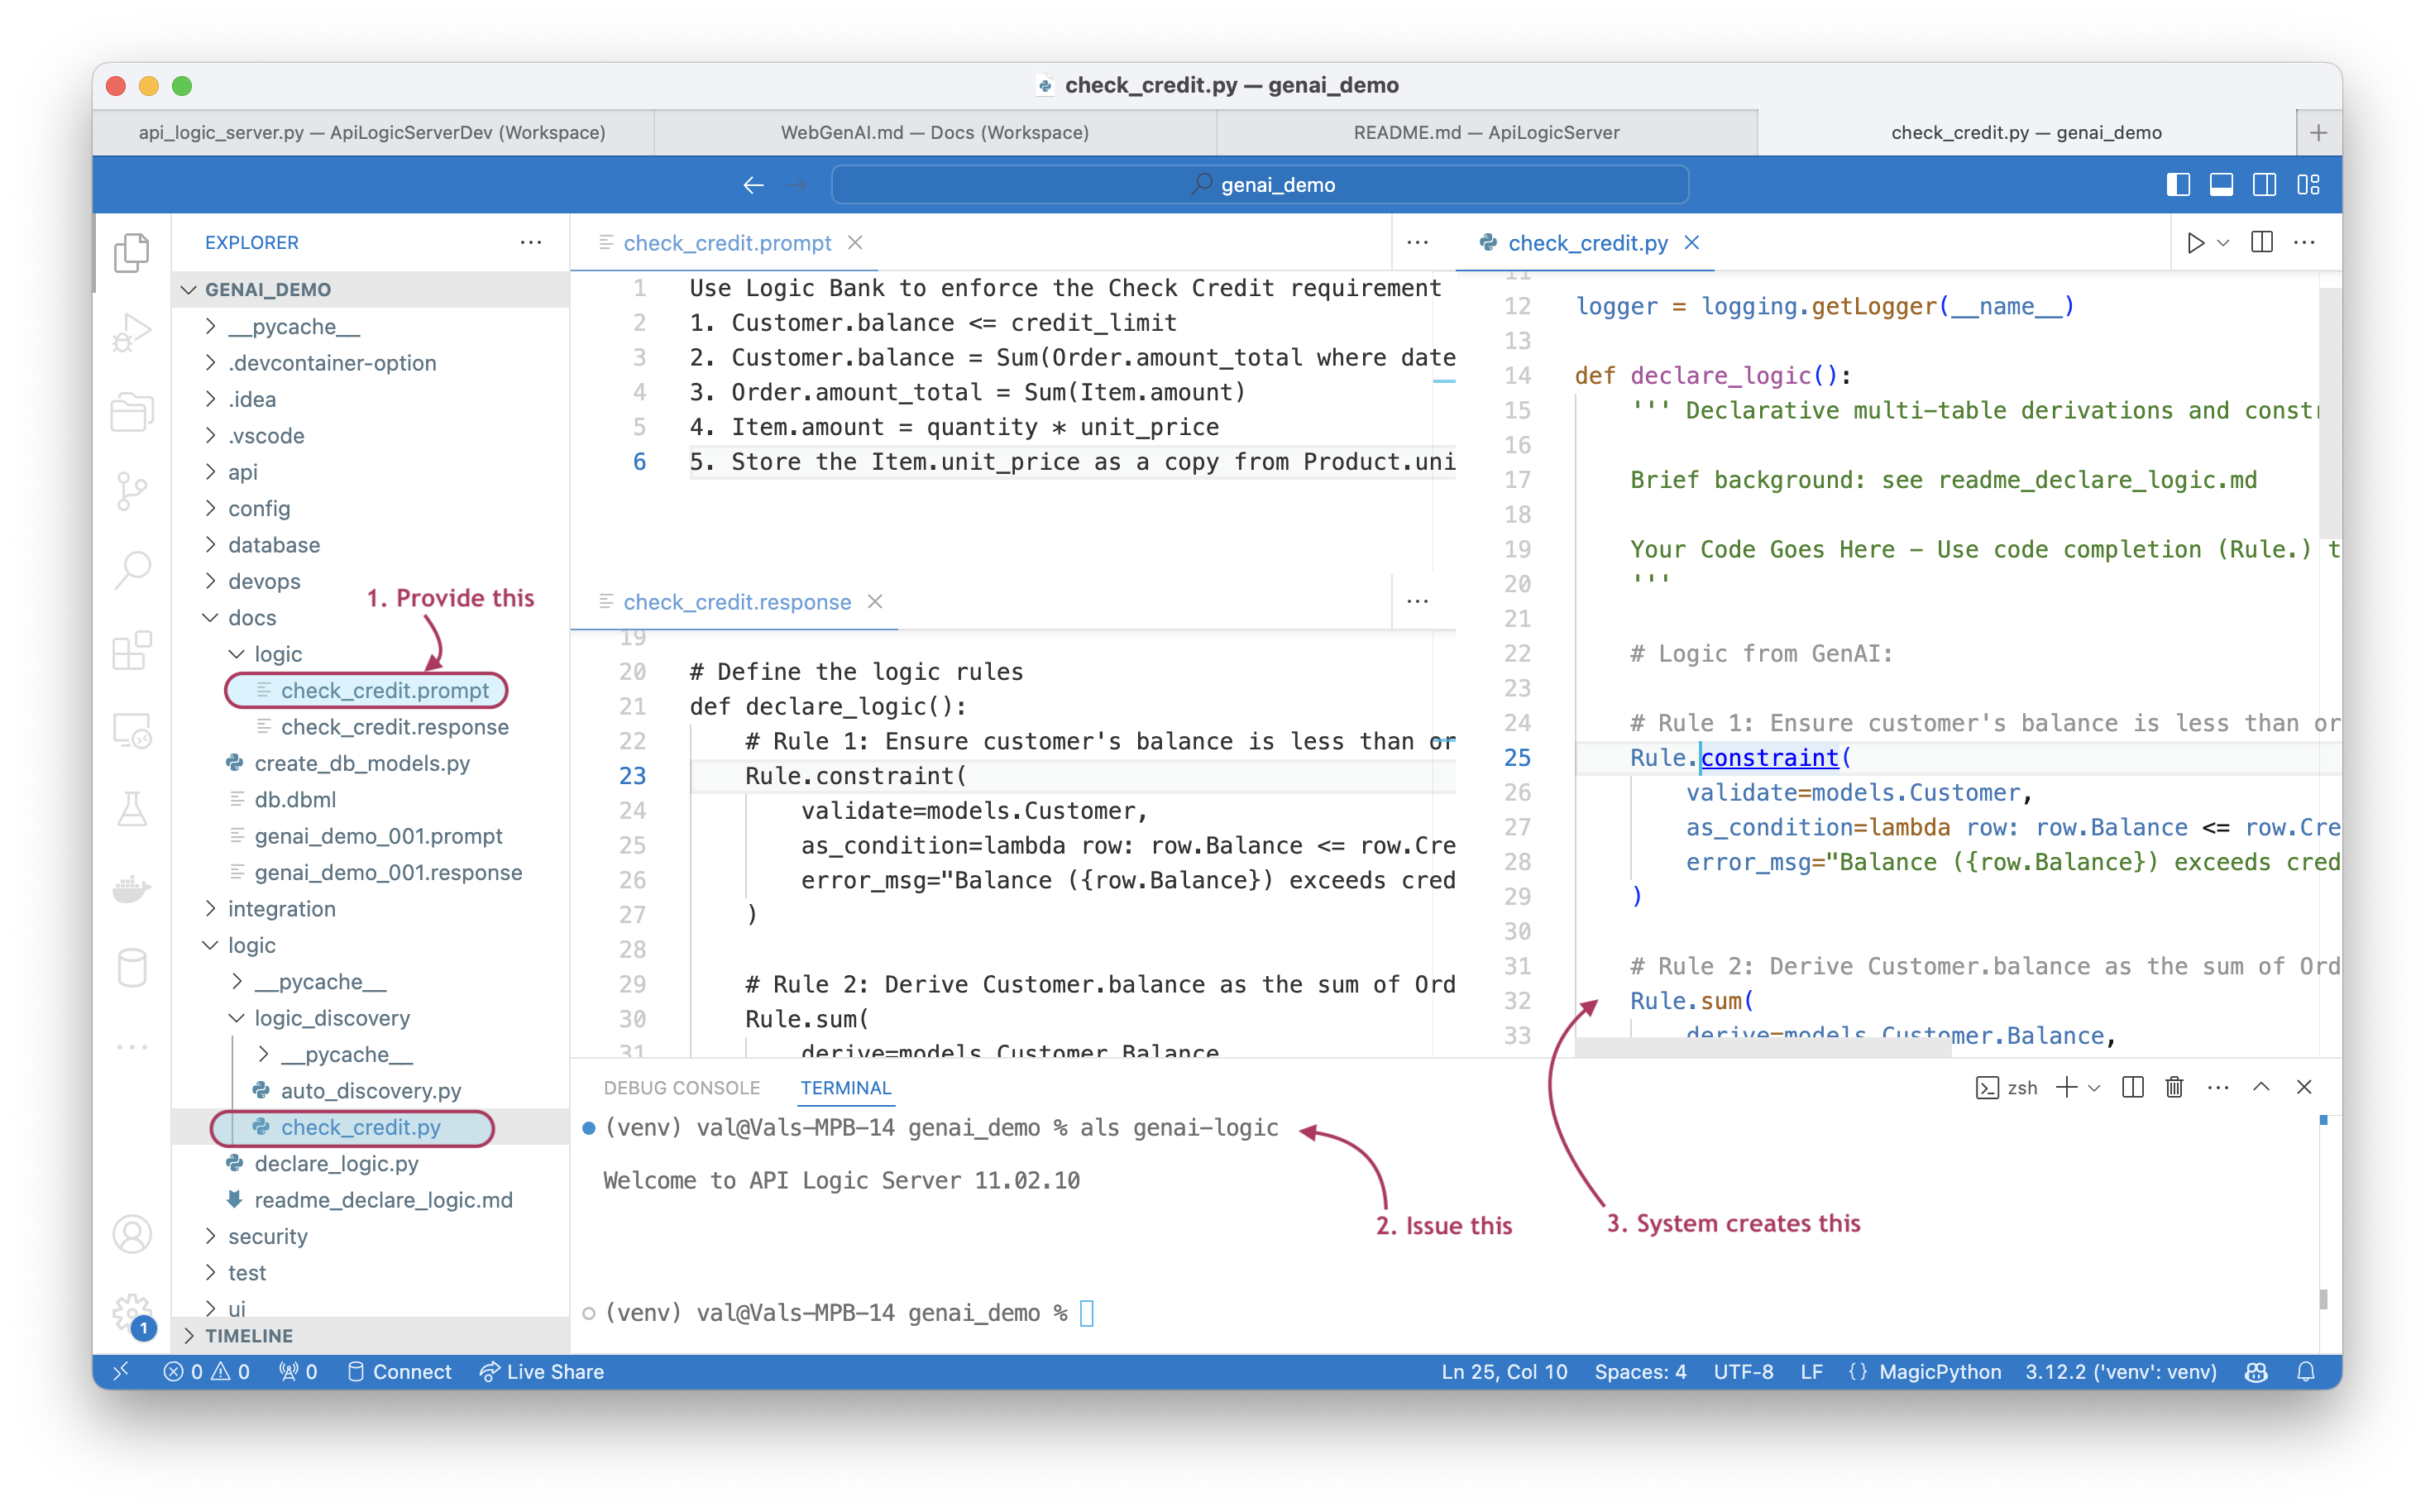 check_credit.py — genai_demo
api_logic_server.py — ApiLogicServerDev (Workspace)
WebGenAI.md — Docs (Workspace)
README.md — ApiLogicServer
check_credit.py — genai_demo
genai_demo
EXPLORER
GENAI_DEMO
__pycache__
.devcontainer-option
.idea
.vscode
api
config
database
devops
1. Provide this
docs
logic
check_credit.prompt
check_credit.response
create_db_models.py
db.dbml
genai_demo_001.prompt
genai_demo_001.response
integration
logic
__pycache__
logic_discovery
__pycache__
auto_discovery.py
check_credit.py
declare_logic.py
readme_declare_logic.md
security
test
ui
TIMELINE
check_credit.prompt
1 Use Logic Bank to enforce the Check Credit requirement
2 1. Customer.balance <= credit_limit
3 2. Customer.balance = Sum(Order.amount_total where date
4 3. Order.amount_total = Sum(Item.amount)
5 4. Item.amount = quantity * unit_price
6 5. Store the Item.unit_price as a copy from Product.uni
check_credit.response
19
20 # Define the logic rules
21 def declare_logic():
22 # Rule 1: Ensure customer's balance is less than or
23 Rule.constraint(
24 validate=models.Customer,
25 as_condition=lambda row: row.Balance <= row.Cre
26 error_msg="Balance ({row.Balance}) exceeds cred
27 )
28
29 # Rule 2: Derive Customer.balance as the sum of Ord
30 Rule.sum(
31 derive=models.Customer.Balance,
check_credit.py
11
12 logger = logging.getLogger(__name__)
13
14 def declare_logic():
15 ''' Declarative multi-table derivations and constr
16
17 Brief background: see readme_declare_logic.md
18
19 Your Code Goes Here - Use code completion (Rule.) t
20 '''
21
22 # Logic from GenAI:
23
24 # Rule 1: Ensure customer's balance is less than or
25 Rule.constraint(
26 validate=models.Customer,
27 as_condition=lambda row: row.Balance <= row.Cre
28 error_msg="Balance ({row.Balance}) exceeds cred
29 )
30
31 # Rule 2: Derive Customer.balance as the sum of Ord
32 Rule.sum(
33 derive=models.Customer.Balance,
DEBUG CONSOLE TERMINAL
zsh
(venv) val@Vals-MPB-14 genai_demo % als genai-logic
Welcome to API Logic Server 11.02.10
2. Issue this
3. System creates this
(venv) val@Vals-MPB-14 genai_demo %
1
0 0 0 Connect Live Share
Ln 25, Col 10 Spaces: 4 UTF-8 LF {} MagicPython 3.12.2 ('venv': venv)